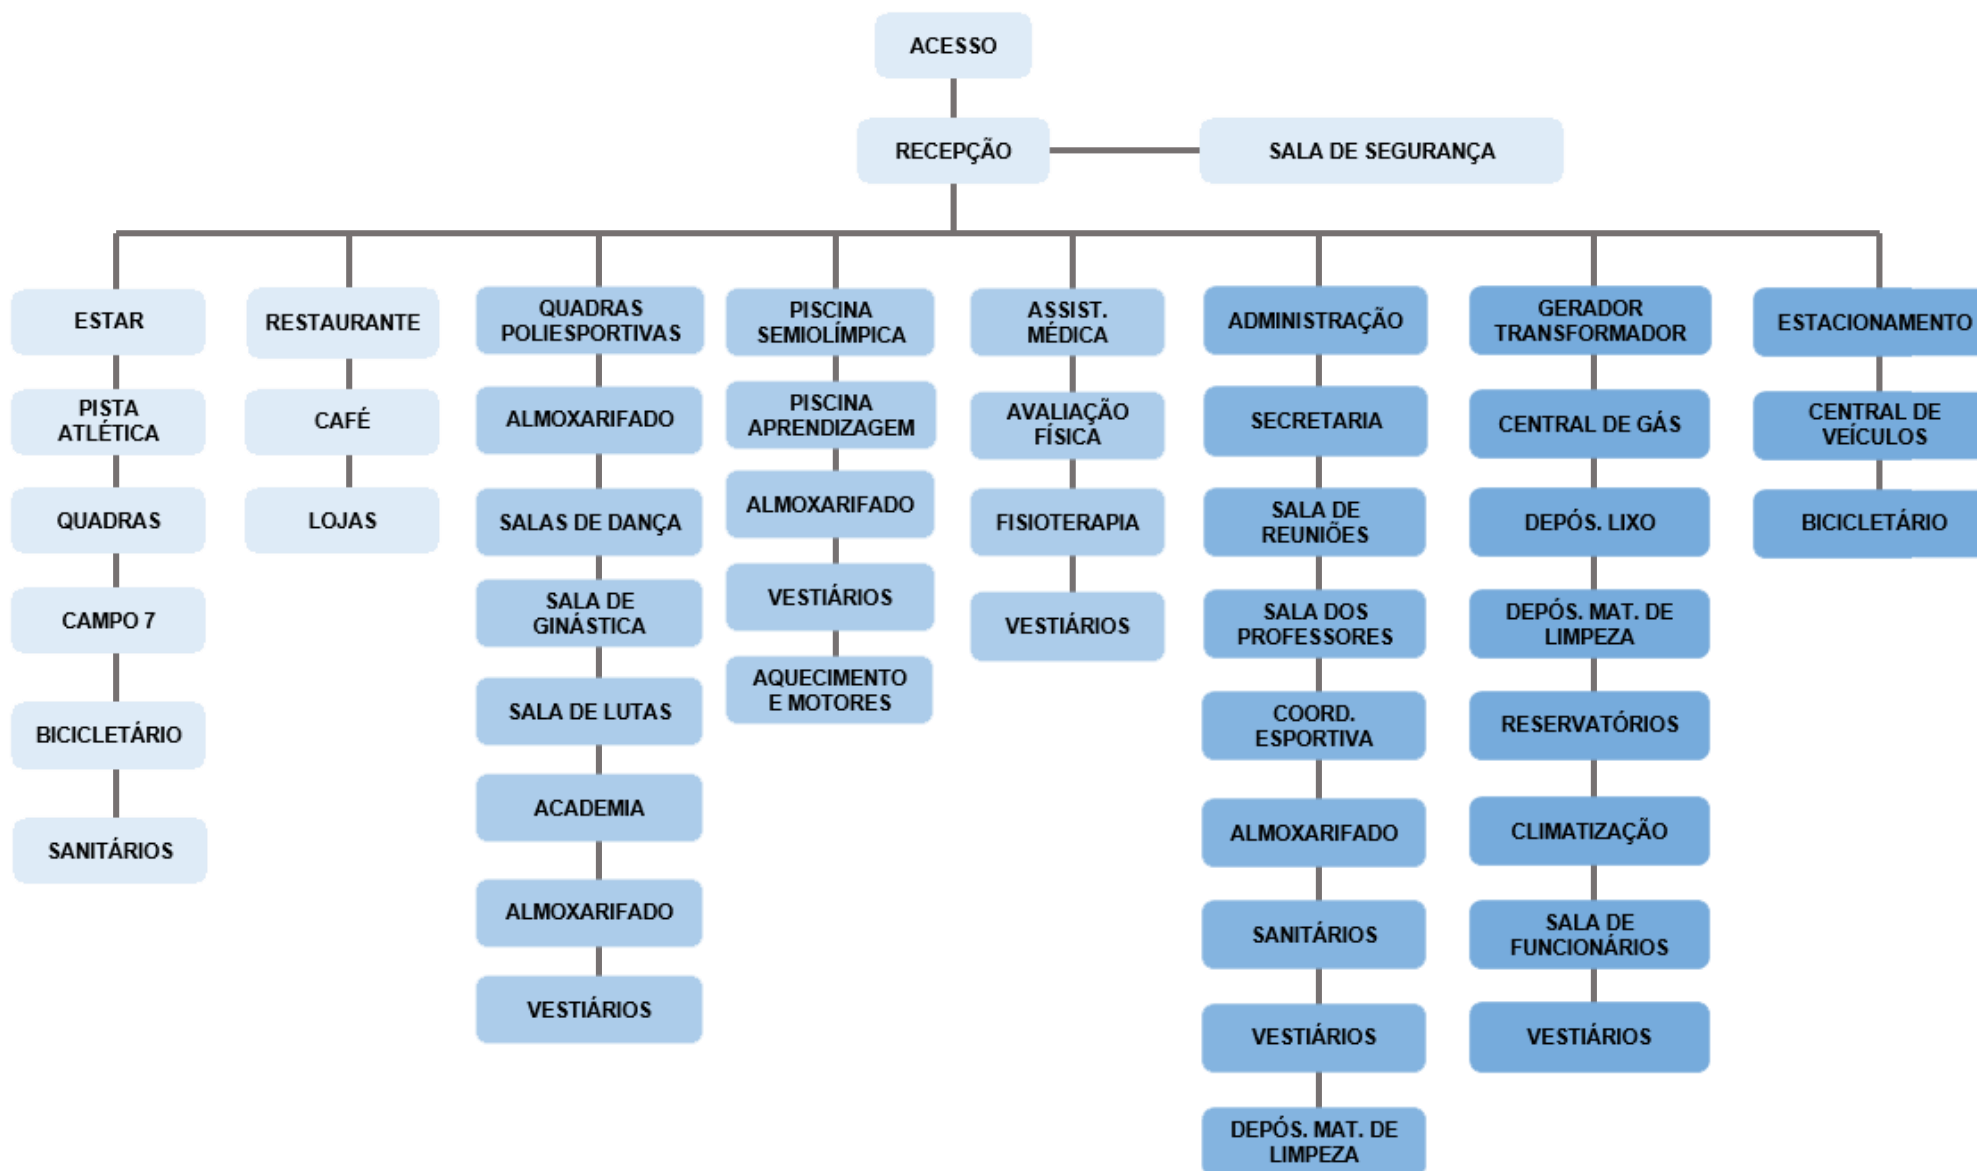 ACESSO
RECEPÇÃO
SALA DE SEGURANÇA
ESTAR
PISTA
ATLÉTICA
QUADRAS
CAMPO 7
BICICLETÁRIO
SANITÁRIOS
RESTAURANTE
CAFÉ
LOJAS
QUADRAS
POLIESPORTIVAS
ALMOXARIFADO
SALAS DE DANÇA
SALA DE
GINÁSTICA
SALA DE LUTAS
ACADEMIA
ALMOXARIFADO
VESTIÁRIOS
PISCINA
SEMIOLÍMPICA
PISCINA
APRENDIZAGEM
ALMOXARIFADO
VESTIÁRIOS
AQUECIMENTO
E MOTORES
ASSIST.
MÉDICA
AVALIAÇÃO
FÍSICA
FISIOTERAPIA
VESTIÁRIOS
ADMINISTRAÇÃO
SECRETARIA
SALA DE
REUNIÕES
SALA DOS
PROFESSORES
COORD.
ESPORTIVA
ALMOXARIFADO
SANITÁRIOS
VESTIÁRIOS
DEPÓS. MAT. DE
LIMPEZA
GERADOR
TRANSFORMADOR
CENTRAL DE GÁS
DEPÓS. LIXO
DEPÓS. MAT. DE
LIMPEZA
RESERVATÓRIOS
CLIMATIZAÇÃO
SALA DE
FUNCIONÁRIOS
VESTIÁRIOS
ESTACIONAMENTO
CENTRAL DE
VEÍCULOS
BICICLETÁRIO